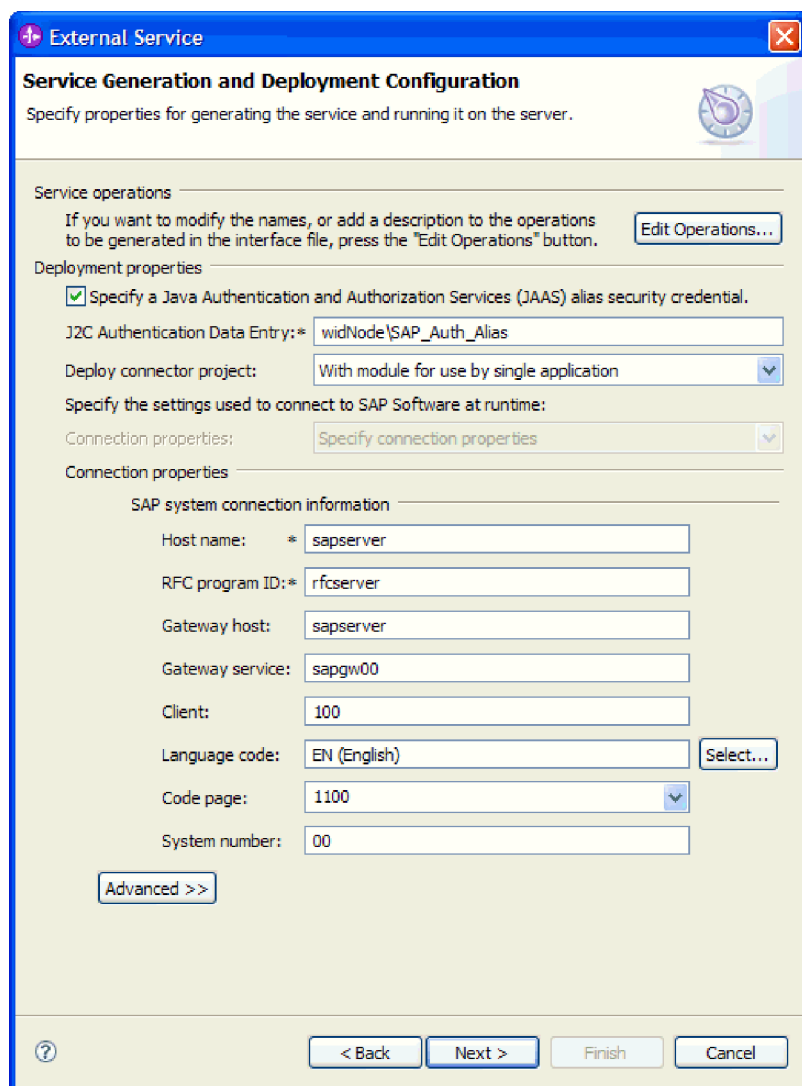 External Service
Service Generation and Deployment Configuration
Specify properties for generating the service and running it on the server.
Service operations
If you want to modify the names, or add a description to the operations
to be generated in the interface file, press the "Edit Operations" button.
Edit Operations...
Deployment properties
Specify a Java Authentication and Authorization Services (JAAS) alias security credential.
J2C Authentication Data Entry:* widNode\SAP_Auth_Alias
Deploy connector project: With module for use by single application
Specify the settings used to connect to SAP Software at runtime:
Connection properties: Specify connection properties
Connection properties
SAP system connection information
Host name: * sapserver
RFC program ID:* rfcserver
Gateway host: sapserver
Gateway service: sapgw00
Client: 100
Language code: EN (English) Select...
Code page: 1100
System number: 00
Advanced >>
? < Back Next > Finish Cancel